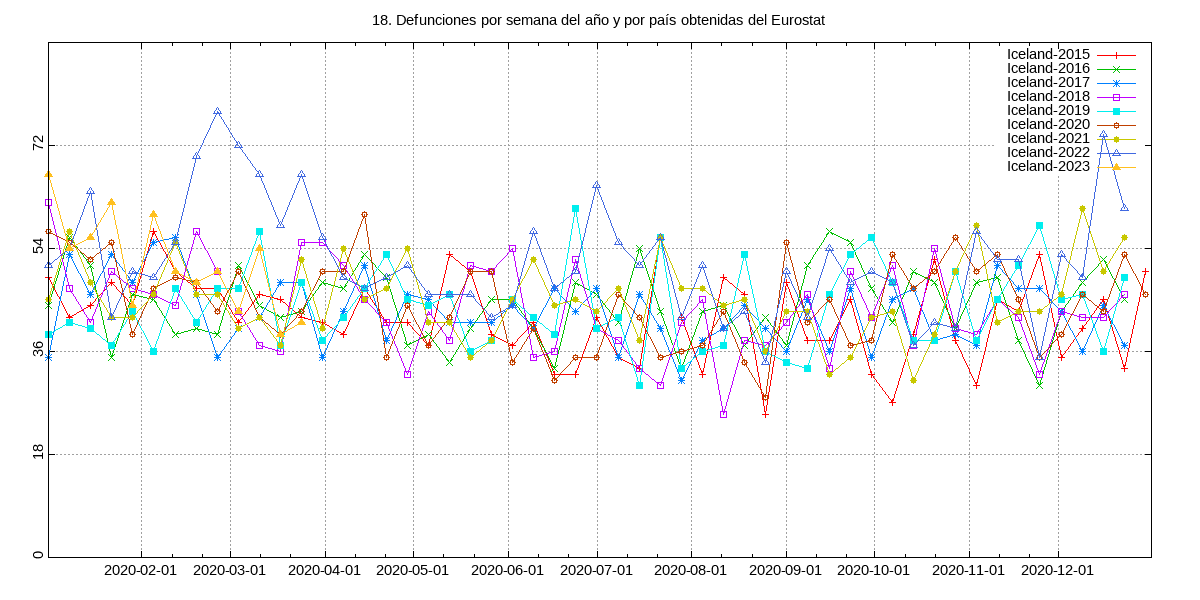 18. Defunciones por semana del año y por país obtenidas del Eurostat
Iceland-2015
Iceland-2016
Iceland-2017
Iceland-2018
Iceland-2019
Iceland-2020
Iceland-2021
Iceland-2022
Iceland-2023
72
54
36
18
0
2020-02-01 2020-03-01 2020-04-01 2020-05-01 2020-06-01 2020-07-01 2020-08-01 2020-09-01 2020-10-01 2020-11-01 2020-12-01